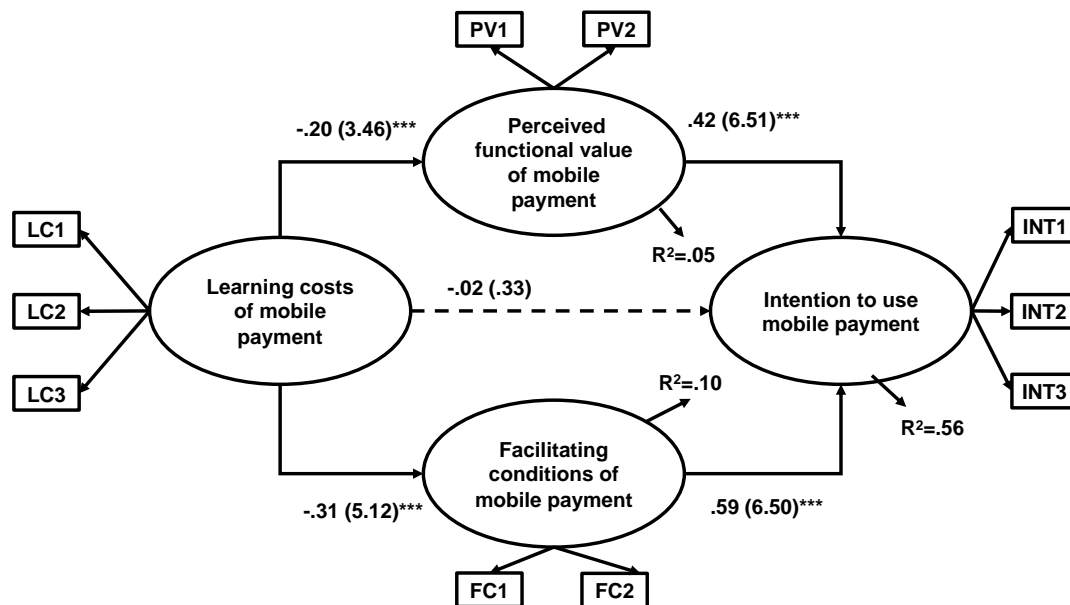 PV1
PV2
-.20 (3.46)***
Perceived
functional value
of mobile
payment
.42 (6.51)***
R²=.05
LC1
LC2
LC3
Learning costs
of mobile
payment
-.02 (.33)
Intention to use
mobile payment
INT1
INT2
INT3
R²=.10
R²=.56
Facilitating
conditions of
mobile payment
-.31 (5.12)***
.59 (6.50)***
FC1
FC2